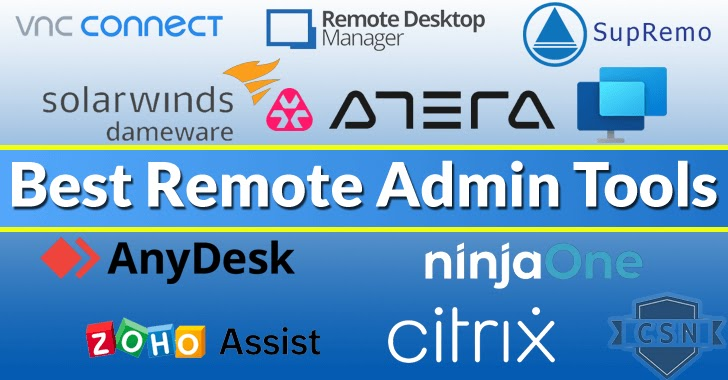 vnc connect
Remote Desktop
Manager
SupRemo
solarwinds
dameware
ATERA
Best Remote Admin Tools
AnyDesk
ninjaOne
ZOHO Assist
citrix
CSN